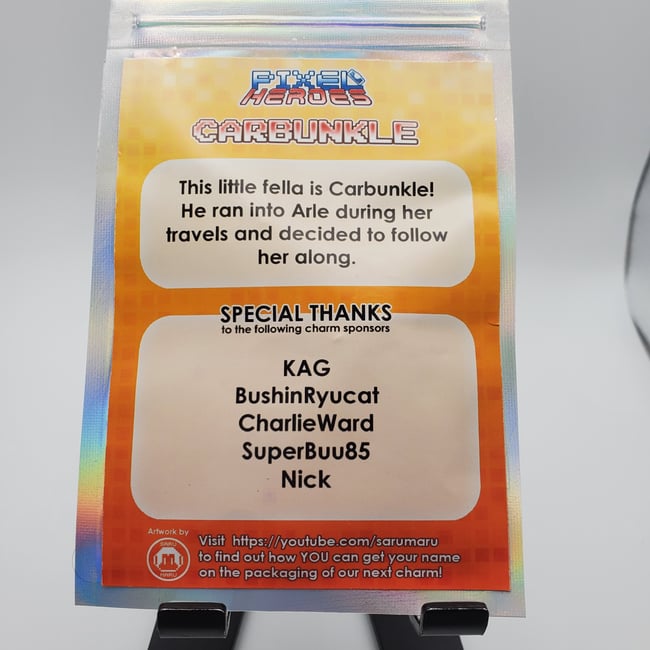 PIXEL
HEROES
CARBUNKLE
This little fella is Carbunkle!
He ran into Arle during her
travels and decided to follow
her along.
SPECIAL THANKS
to the following charm sponsors
KAG
BushinRyucat
CharlieWard
SuperBuu85
Nick
Artwork by
SARU
MARU
Visit https://youtube.com/sarumaru
to find out how YOU can get your name
on the packaging of our next charm!